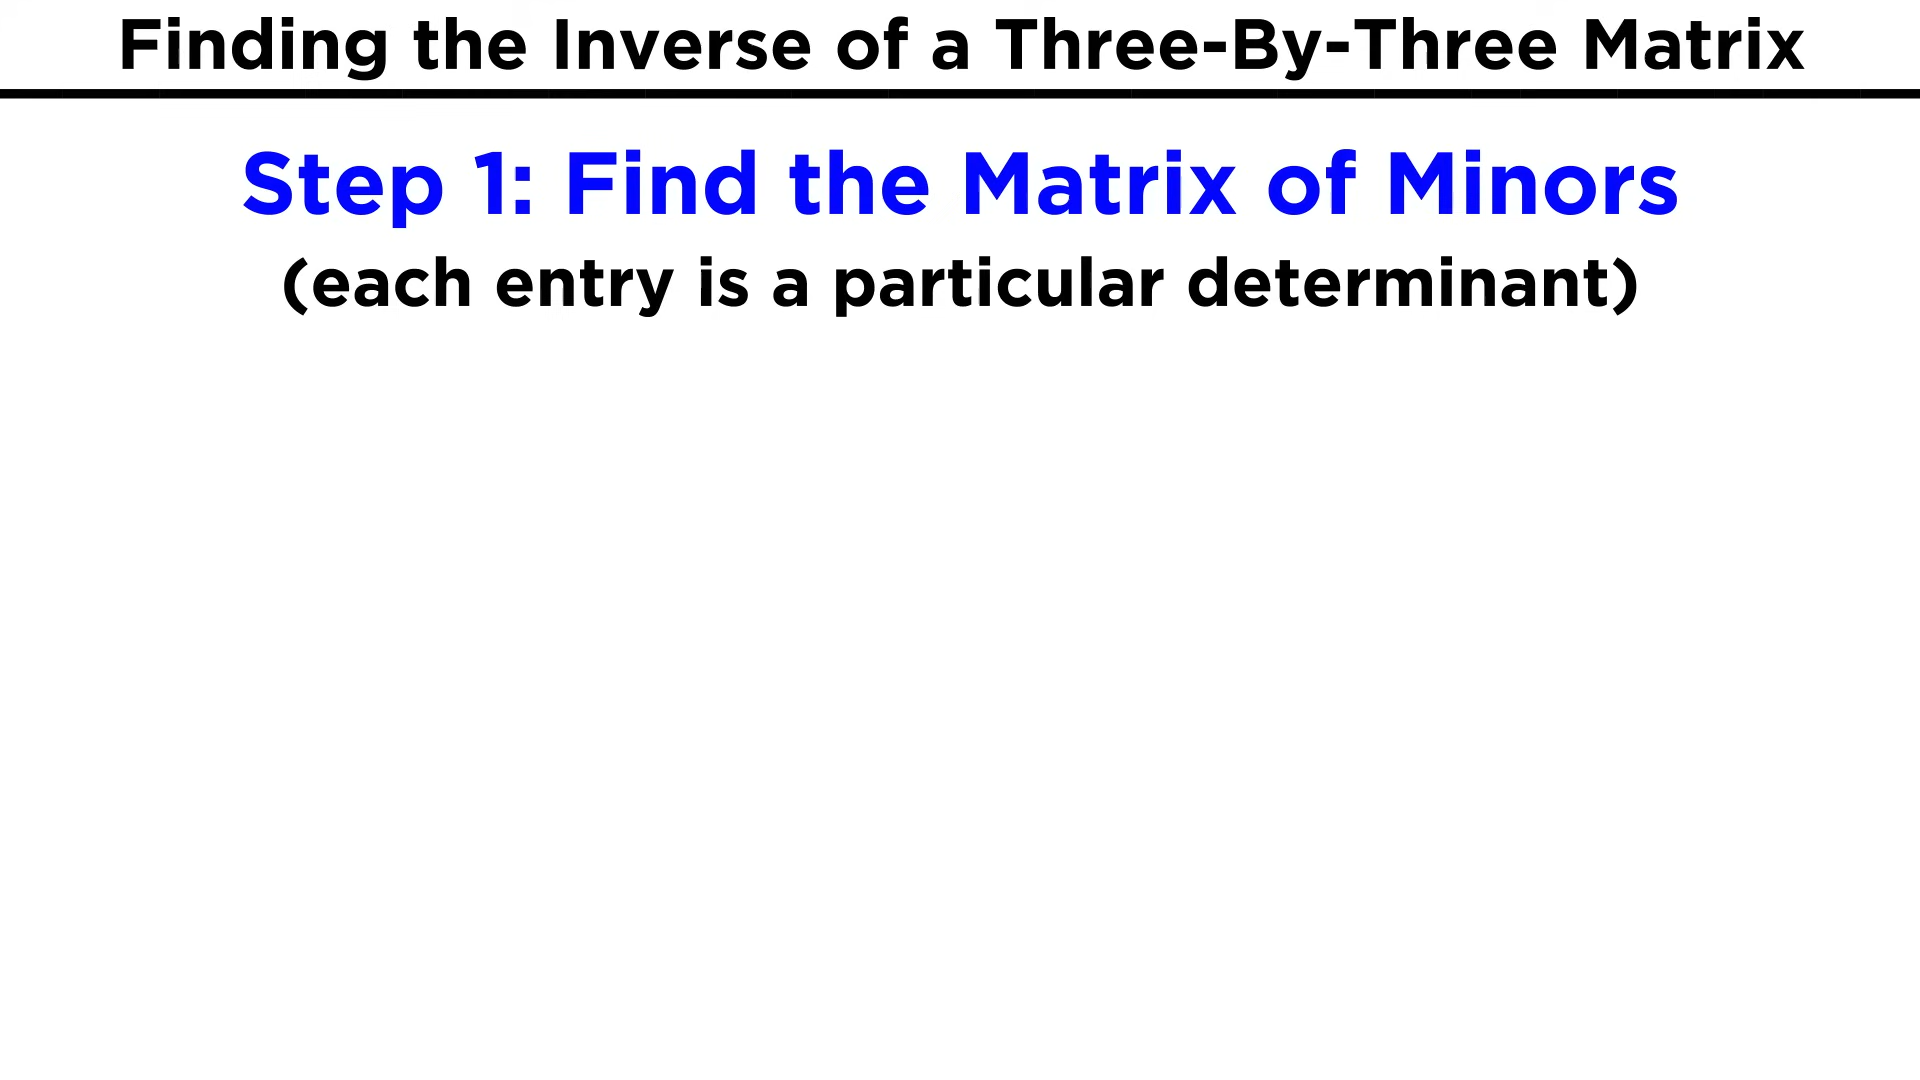 Finding the Inverse of a Three-By-Three Matrix
Step 1: Find the Matrix of Minors
(each entry is a particular determinant)